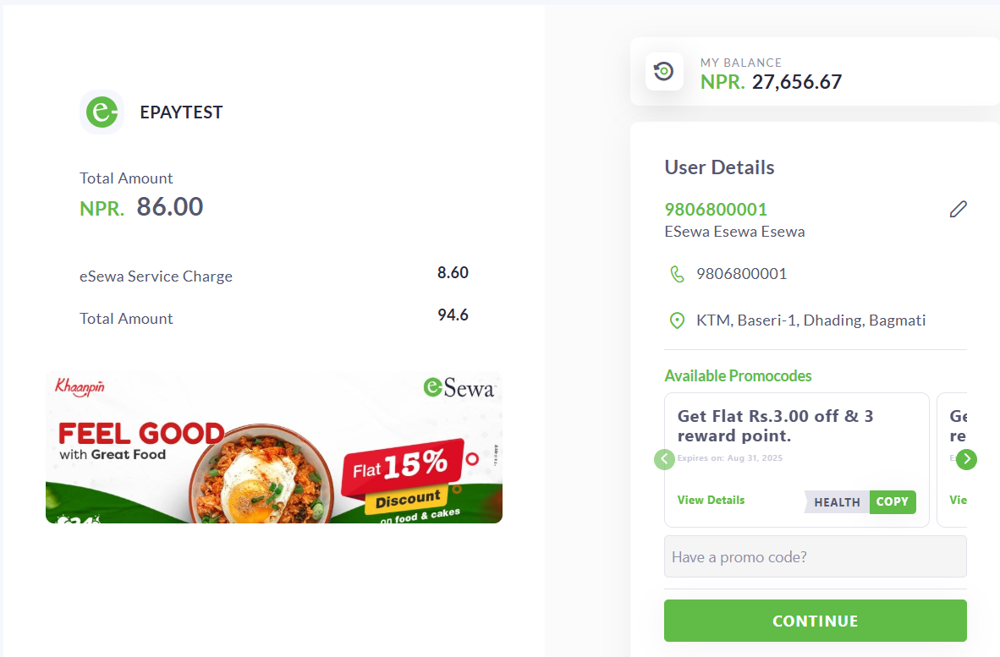 EPAYTEST
Total Amount
NPR. 86.00
eSewa Service Charge 8.60
Total Amount 94.6
Khaanpin
e-Sewa
FEEL GOOD
with Great Food
Flat 15%
Discount
on food & cakes
MY BALANCE
NPR. 27,656.67
User Details
9806800001
ESewa Esewa Esewa
9806800001
KTM, Baseri-1, Dhading, Bagmati
Available Promocodes
Get Flat Rs.3.00 off & 3
reward point.
Expires on: Aug 31, 2025
View Details HEALTH COPY
Ge
re
E
Vie
Have a promo code?
CONTINUE